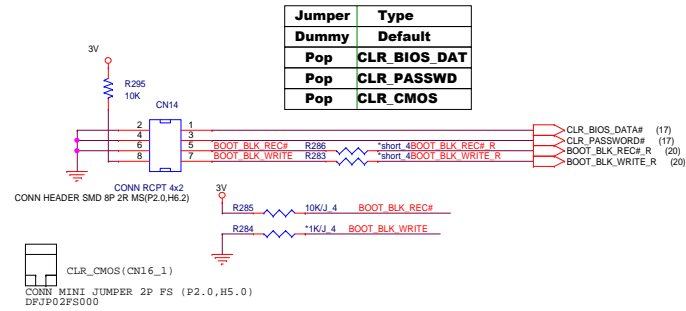 Jumper Type
Dummy Default
Pop CLR_BIOS_DAT
Pop CLR_PASSWD
Pop CLR_CMOS
3V
R295
10K
CN14
2 1
4 3
6 5 BOOT_BLK_REC# R286 *short_4 BOOT_BLK_REC#_R
8 7 BOOT_BLK_WRITE R283 *short_4 BOOT_BLK_WRITE_R
CLR_BIOS_DATA# (17)
CLR_PASSWORD# (17)
BOOT_BLK_REC#_R (20)
BOOT_BLK_WRITE_R (20)
CONN RCPT 4x2
CONN HEADER SMD 8P 2R MS(P2.0,H6.2)
3V
R285 10K/J_4 BOOT_BLK_REC#
R284 *1K/J_4 BOOT_BLK_WRITE
CLR_CMOS(CN16_1)
CONN MINI JUMPER 2P FS (P2.0,H5.0)
DFJP02FS000